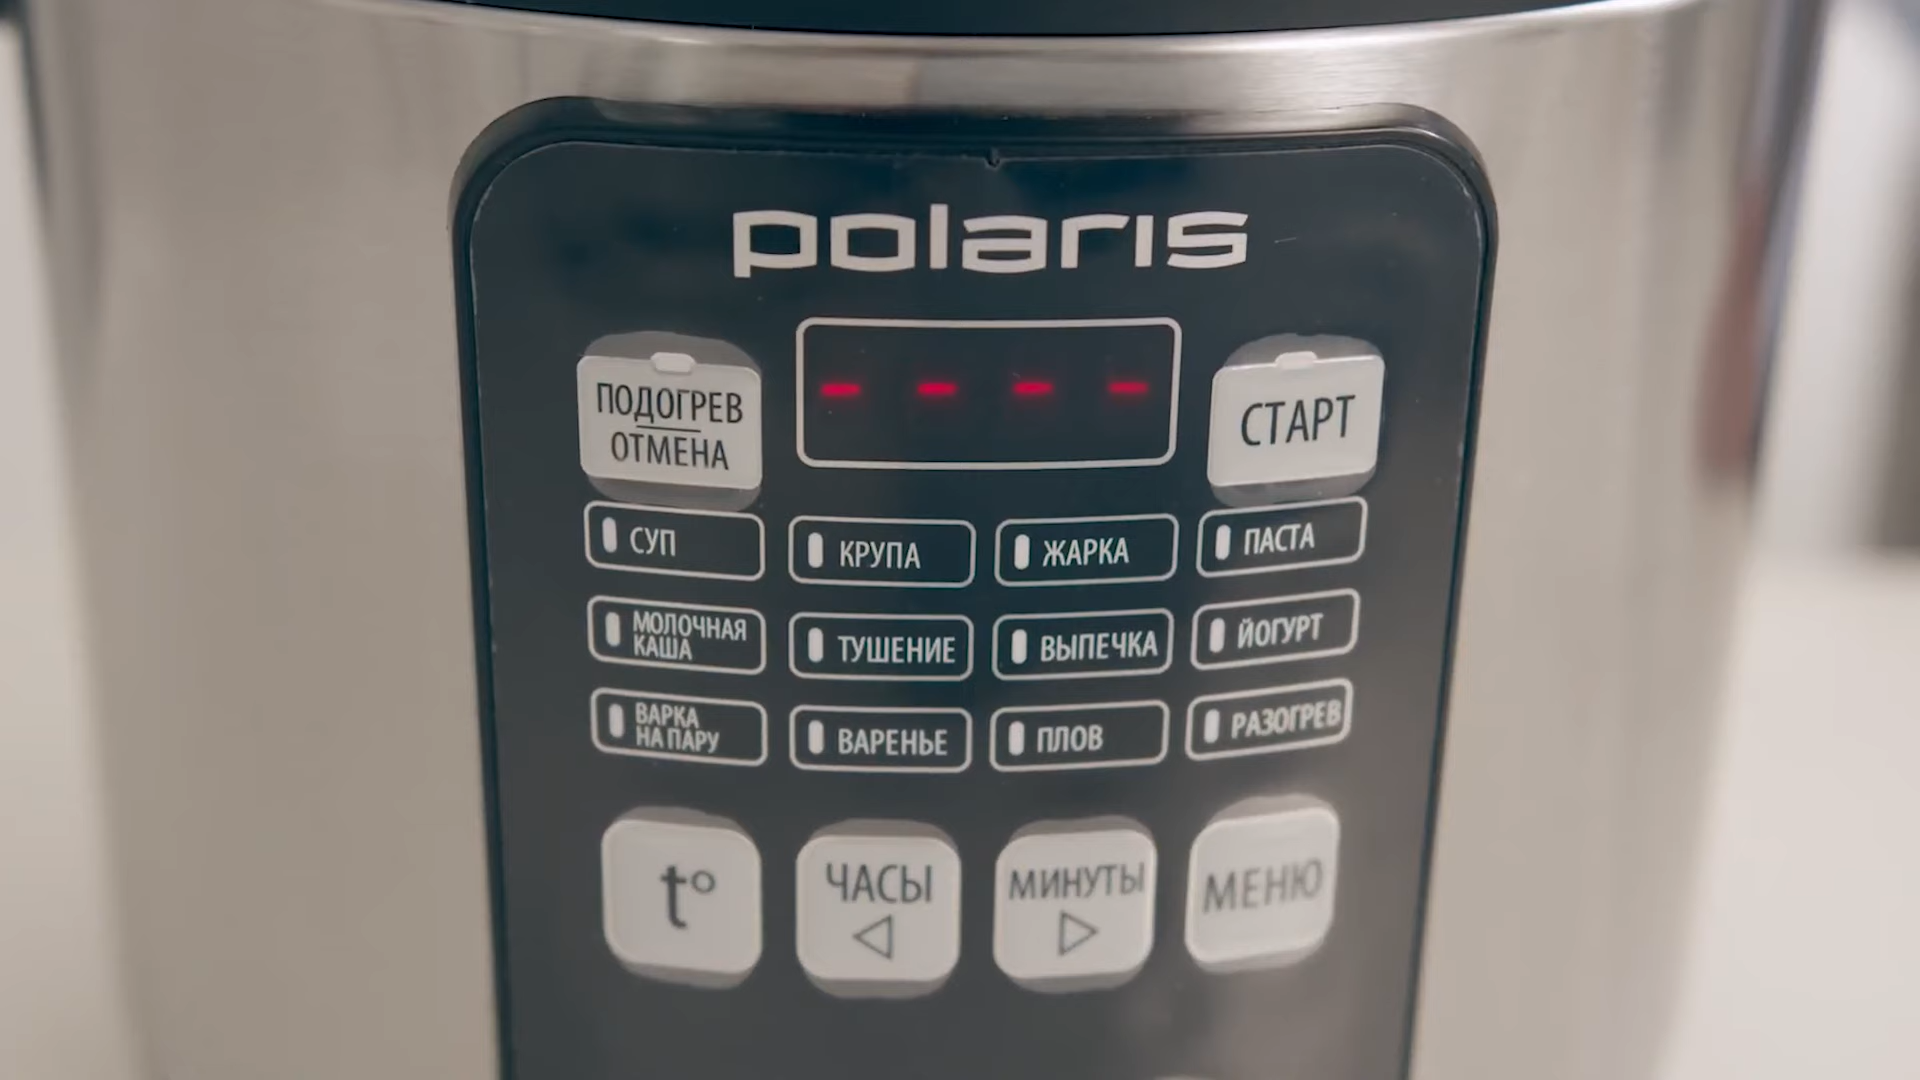 polaris
ПОДОГРЕВ
ОТМЕНА
- - - -
СТАРТ
СУП
КРУПА
ЖАРКА
ПАСТА
МОЛОЧНАЯ
КАША
ТУШЕНИЕ
ВЫПЕЧКА
ЙОГУРТ
ВАРКА
НА ПАРУ
ВАРЕНЬЕ
ПЛОВ
РАЗОГРЕВ
t°
ЧАСЫ
МИНУТЫ
МЕНЮ